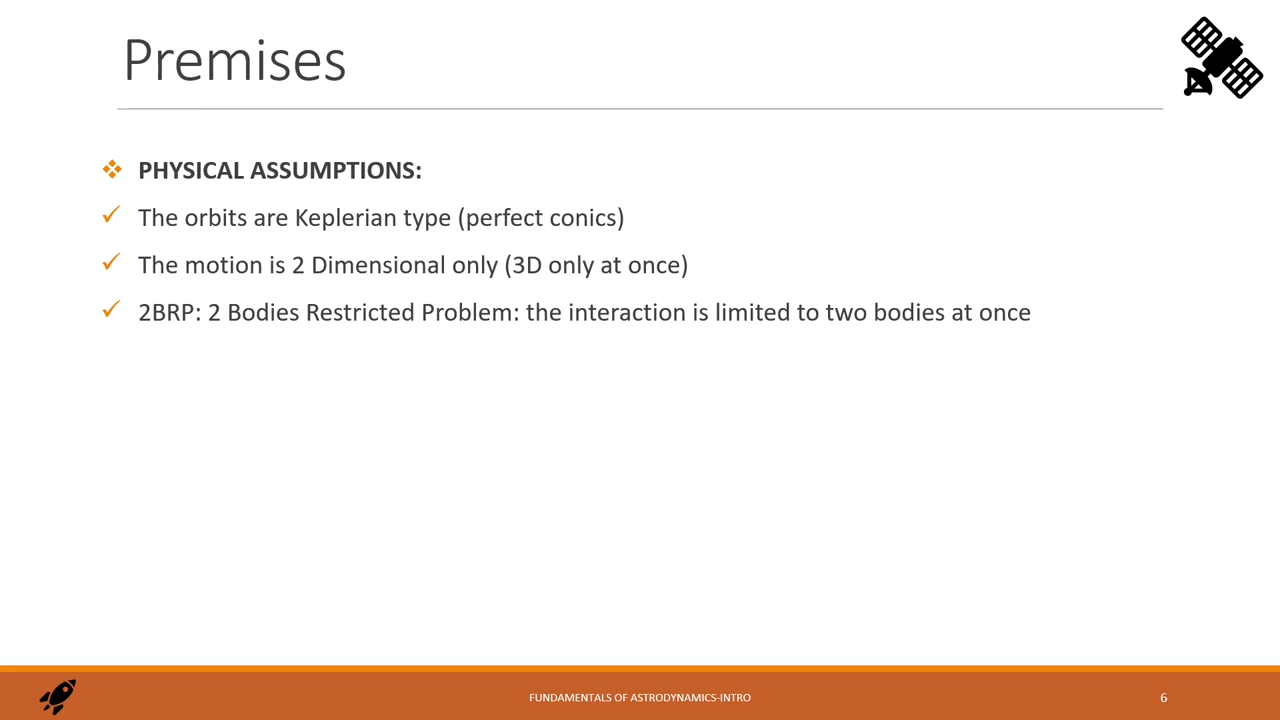 Premises
PHYSICAL ASSUMPTIONS:
The orbits are Keplerian type (perfect conics)
The motion is 2 Dimensional only (3D only at once)
2BRP: 2 Bodies Restricted Problem: the interaction is limited to two bodies at once
FUNDAMENTALS OF ASTRODYNAMICS-INTRO
6